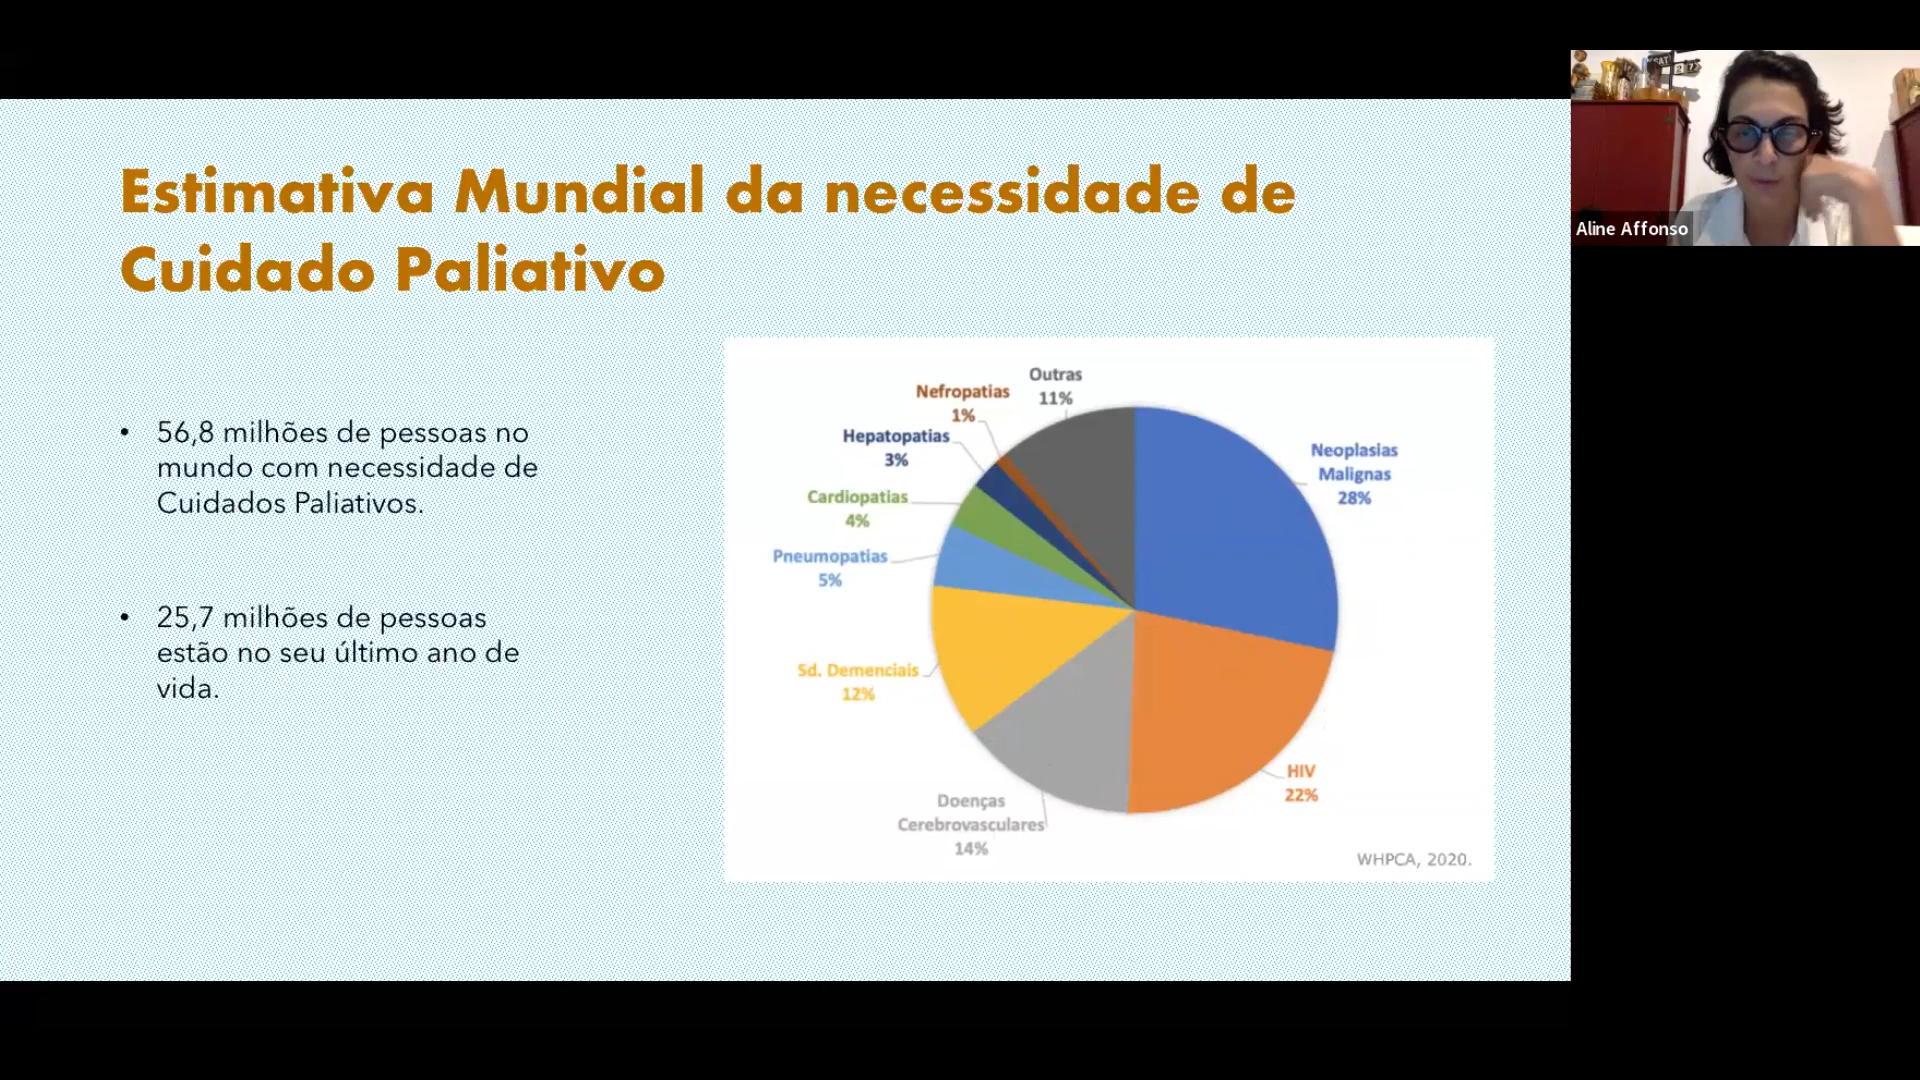 Estimativa Mundial da necessidade de
Cuidado Paliativo
• 56,8 milhões de pessoas no
mundo com necessidade de
Cuidados Paliativos.
• 25,7 milhões de pessoas
estão no seu último ano de
vida.
Outras
11%
Nefropatias
1%
Hepatopatias
3%
Cardiopatias
4%
Pneumopatias
5%
Sd. Demenciais
12%
Doenças
Cerebrovasculares
14%
Neoplasias
Malignas
28%
HIV
22%
WHPCA, 2020.
SAT
27
Aline Affonso